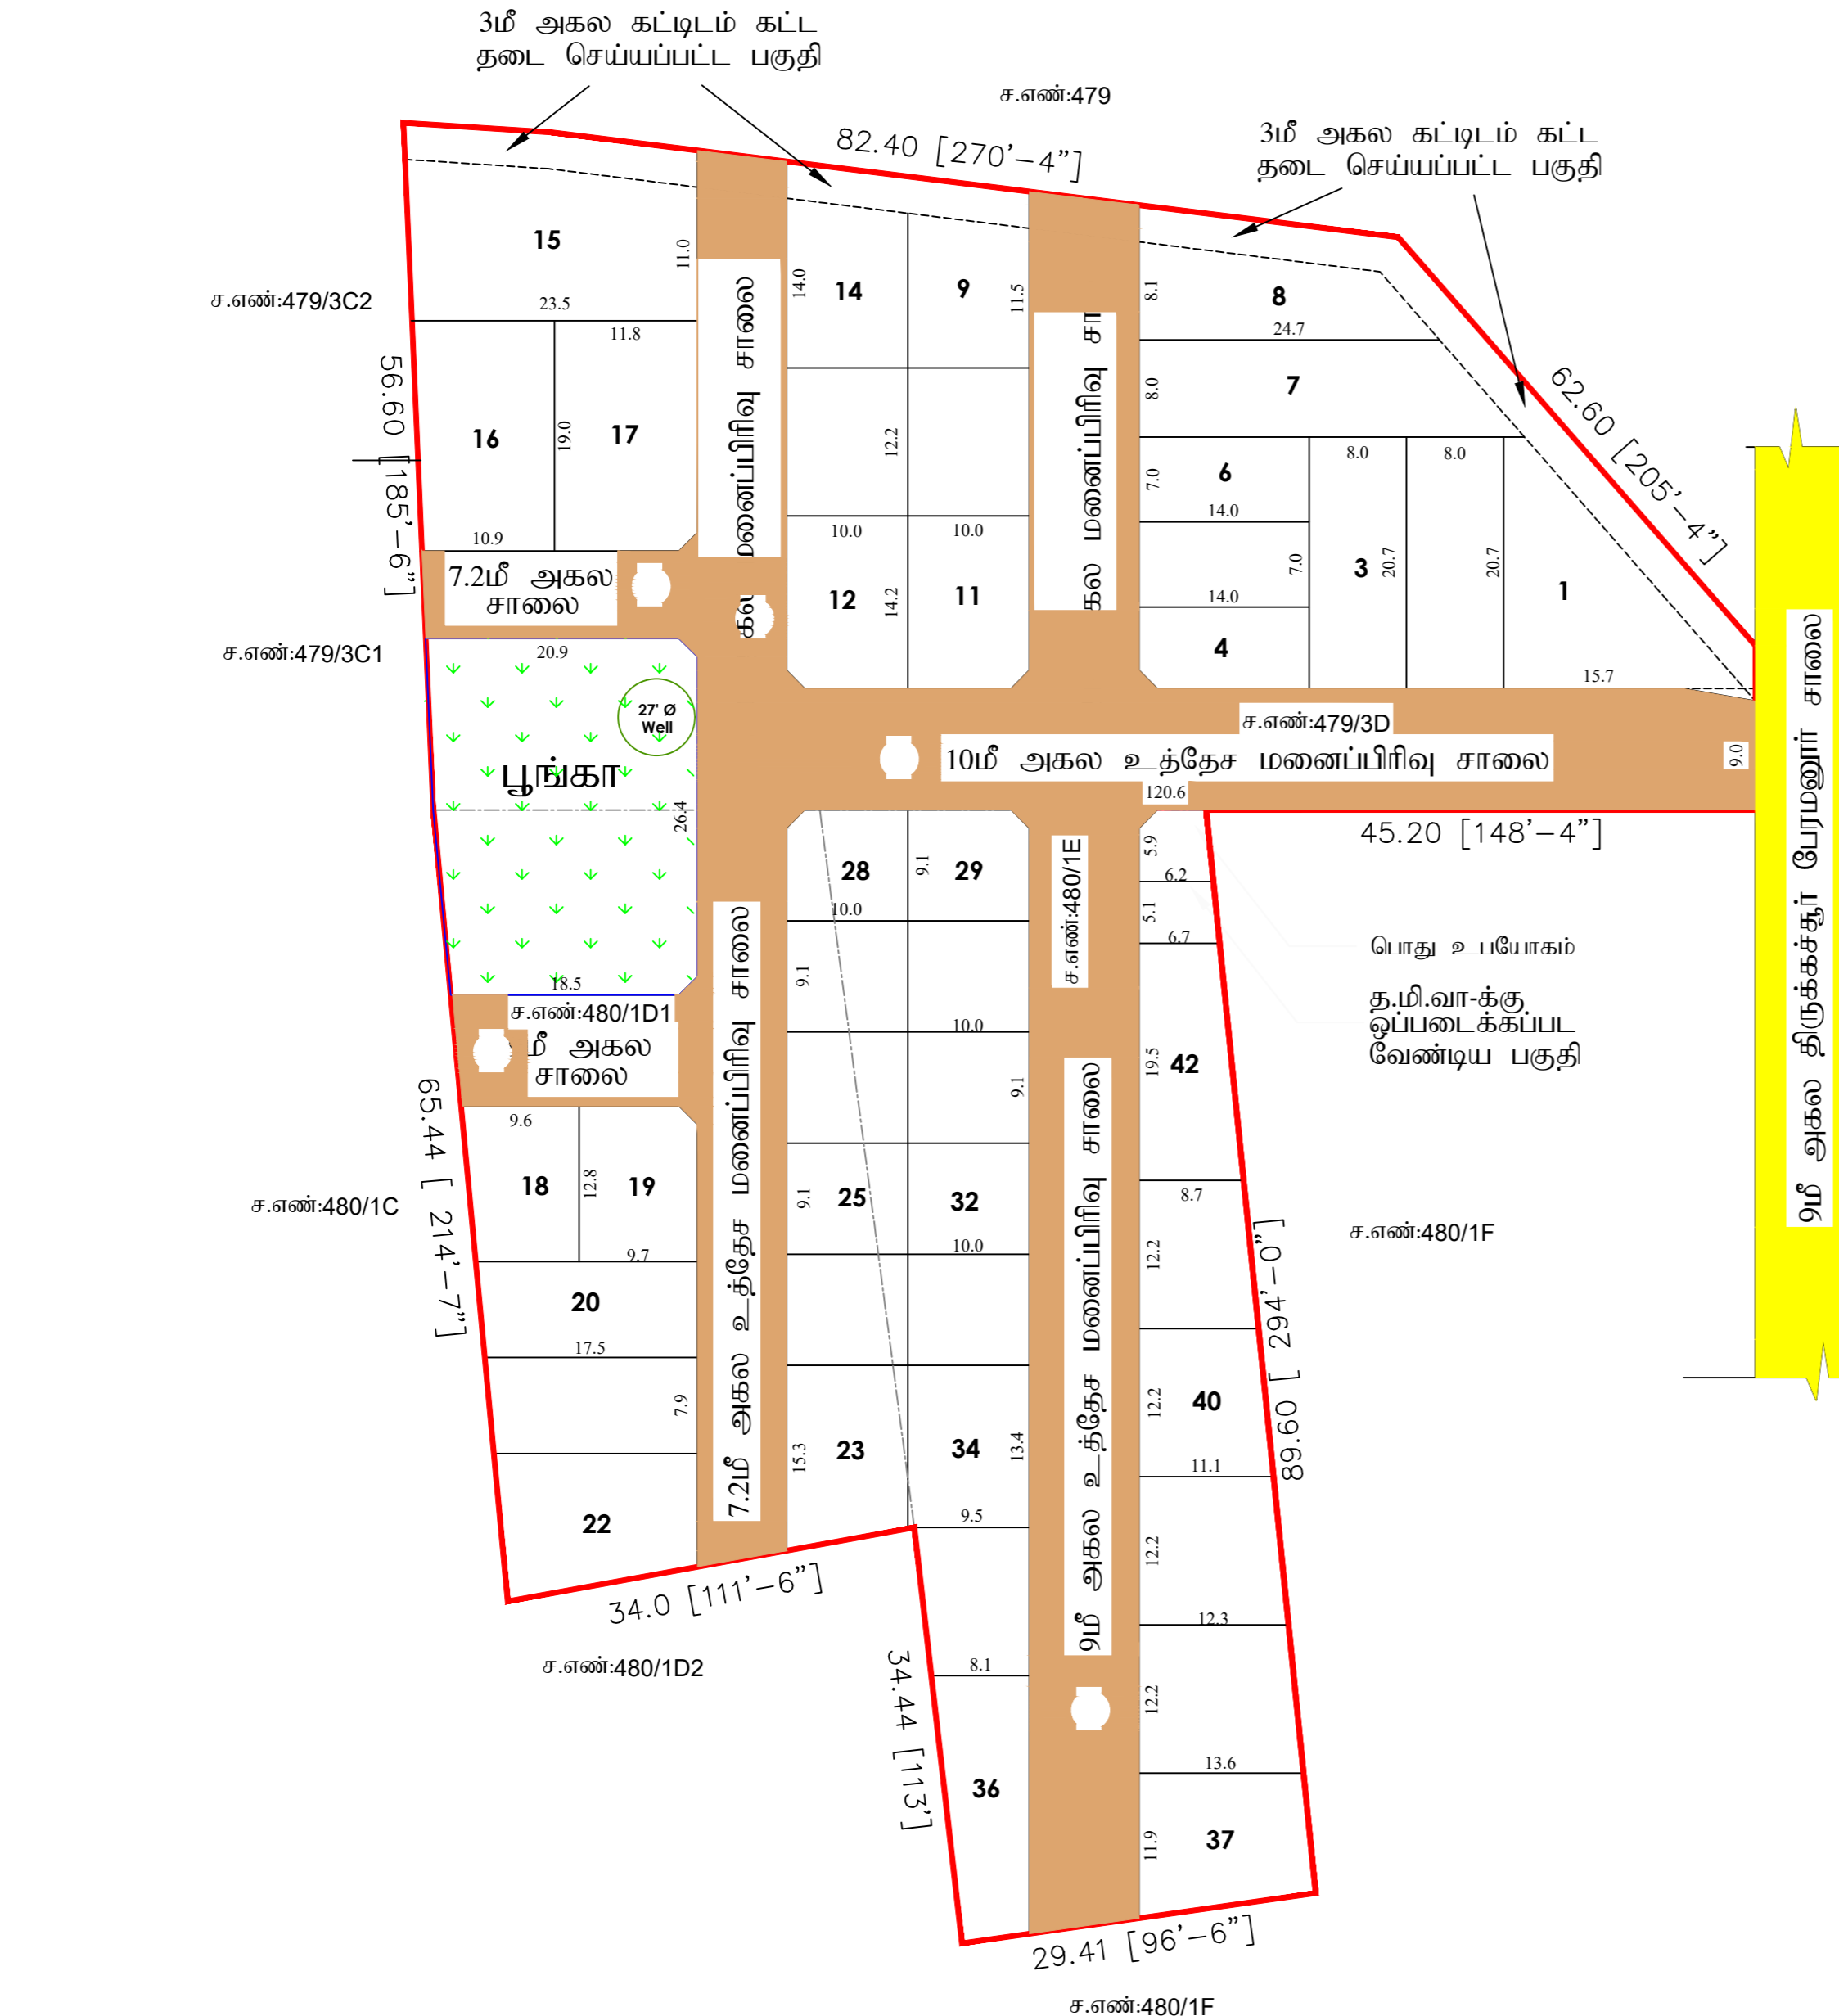 3மீ அகல கட்டிடம் கட்ட
தடை செய்யப்பட்ட பகுதி
ச.எண்:479
82.40 [270'-4"]
3மீ அகல கட்டிடம் கட்ட
தடை செய்யப்பட்ட பகுதி
15
11.0
23.5
ச.எண்:479/3C2
56.60 [185'-6"]
11.8
16
19.0
17
10.9
7.2மீ அகல
சாலை
கல மனைப்பிரிவு சாலை
14.0
14
9
11.5
12.2
10.0
10.0
12
14.2
11
கல மனைப்பிரிவு சா
8.1
8
24.7
8.0
7
62.60 [205'-4"]
7.0
6
14.0
8.0
8.0
7.0
3
20.7
20.7
1
14.0
4
15.7
ச.எண்:479/3C1
20.9
27' Ø
Well
பூங்கா
26.4
18.5
ச.எண்:479/3D
10மீ அகல உத்தேச மனைப்பிரிவு சாலை
120.6
9.0
9மீ அகல திருக்கச்சூர் பேரமனூர் சாலை
45.20 [148'-4"]
ச.எண்:480/1D1
மீ அகல
சாலை
65.44 [ 214'-7"]
ச.எண்:480/1C
9.6
18
12.8
19
9.7
20
17.5
7.9
22
7.2மீ அகல உத்தேச மனைப்பிரிவு சாலை
28
9.1
29
10.0
9.1
10.0
9.1
9.1
25
32
10.0
15.3
23
34
13.4
9.5
34.0 [111'-6"]
ச.எண்:480/1D2
34.44 [113']
8.1
36
ச.எண்:480/1E
9மீ அகல உத்தேச மனைப்பிரிவு சாலை
5.9
6.2
5.1
6.7
பொது உபயோகம்
த.மி.வா-க்கு
ஒப்படைக்கப்பட
வேண்டிய பகுதி
19.5
42
8.7
ச.எண்:480/1F
12.2
89.60 [ 294'-0"]
12.2
40
11.1
12.2
12.3
12.2
13.6
11.9
37
29.41 [96'-6"]
ச.எண்:480/1F